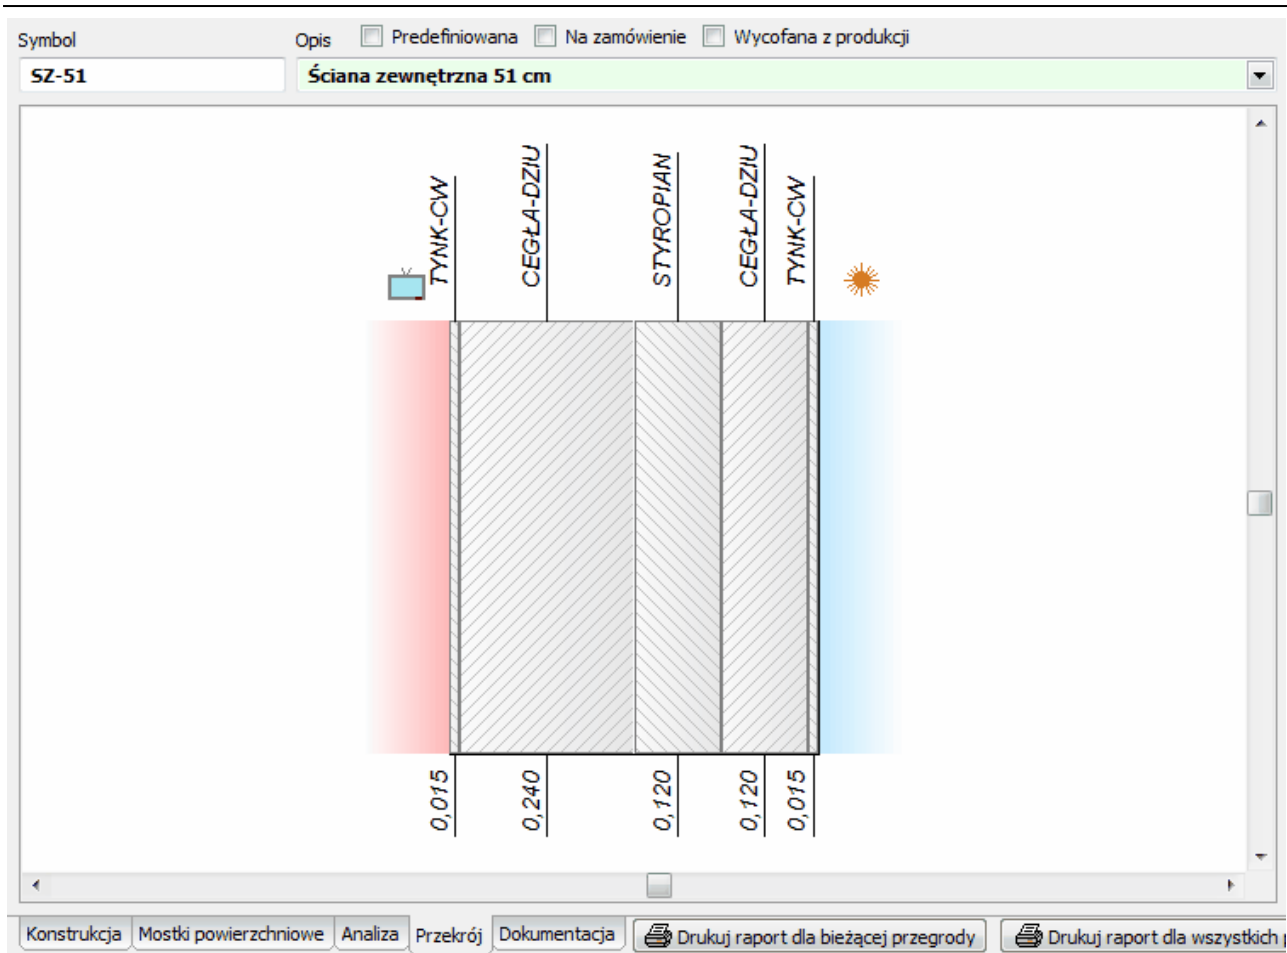 Symbol
Opis Predefiniowana Na zamówienie Wycofana z produkcji
SZ-51
Ściana zewnętrzna 51 cm
TYNK-CW
CEGŁA-DZIU
STYROPIAN
CEGŁA-DZIU
TYNK-CW
0,015
0,240
0,120
0,120
0,015
Konstrukcja Mostki powierzchniowe Analiza Przekrój Dokumentacja Drukuj raport dla bieżącej przegrody Drukuj raport dla wszystkich